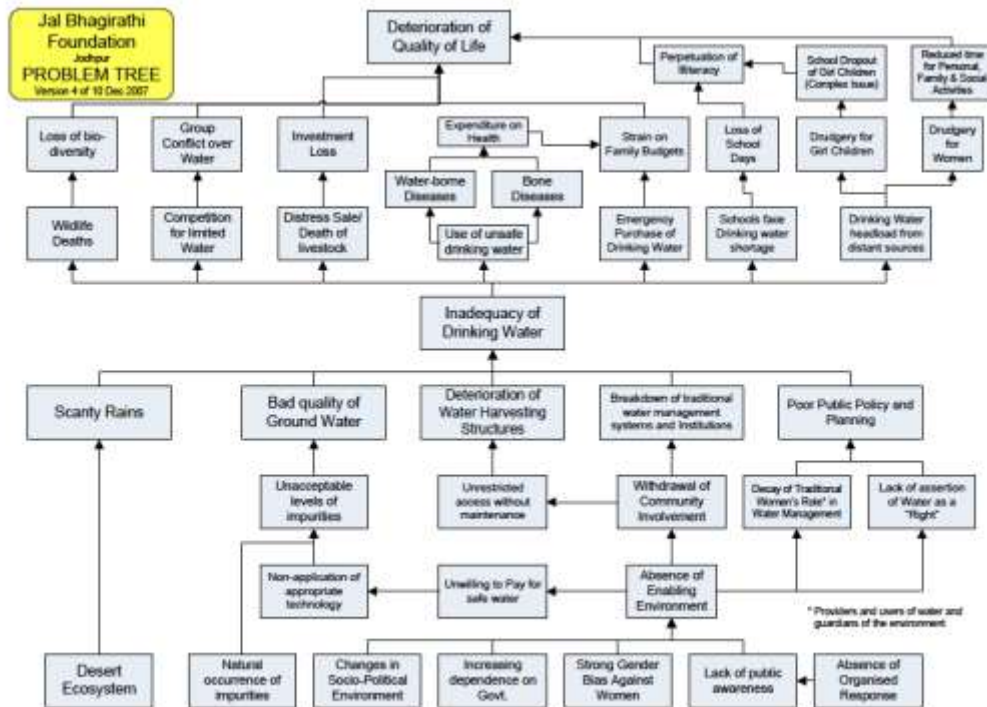 Jal Bhagirathi
Foundation
Jodhpur
PROBLEM TREE
Version 4 of 10 Dec 2007
Deterioration of
Quality of Life
Perpetuation of
Illiteracy
School Dropout
of Girl Children
(Complex Issue)
Reduced time
for Personal,
Family & Social
Activities
Loss of bio-
diversity
Group
Conflict over
Water
Investment
Loss
Expenditure on
Health
Strain on
Family Budgets
Loss of
School
Days
Drudgery for
Girl Children
Drudgery
for
Women
Water-borne
Diseases
Bone
Diseases
Wildlife
Deaths
Competition
for limited
Water
Distress Sale/
Death of
livestock
Use of unsafe
drinking water
Emergency
Purchase of
Drinking Water
Schools face
Drinking water
shortage
Drinking Water
headload from
distant sources
Inadequacy of
Drinking Water
Scanty Rains
Bad quality of
Ground Water
Deterioration of
Water Harvesting
Structures
Breakdown of traditional
water management
systems and Institutions
Poor Public Policy and
Planning
Unacceptable
levels of
impurities
Unrestricted
access without
maintenance
Withdrawal of
Community
Involvement
Decay of Traditional
Women's Role* in
Water Management
Lack of assertion
of Water as a
"Right"
Non-application of
appropriate
technology
Unwilling to Pay for
safe water
Absence of
Enabling
Environment
* Providers and users of water and
guardians of the environment
Desert
Ecosystem
Natural
occurrence of
impurities
Changes in
Socio-Political
Environment
Increasing
dependence on
Govt.
Strong Gender
Bias Against
Women
Lack of public
awareness
Absence of
Organised
Response